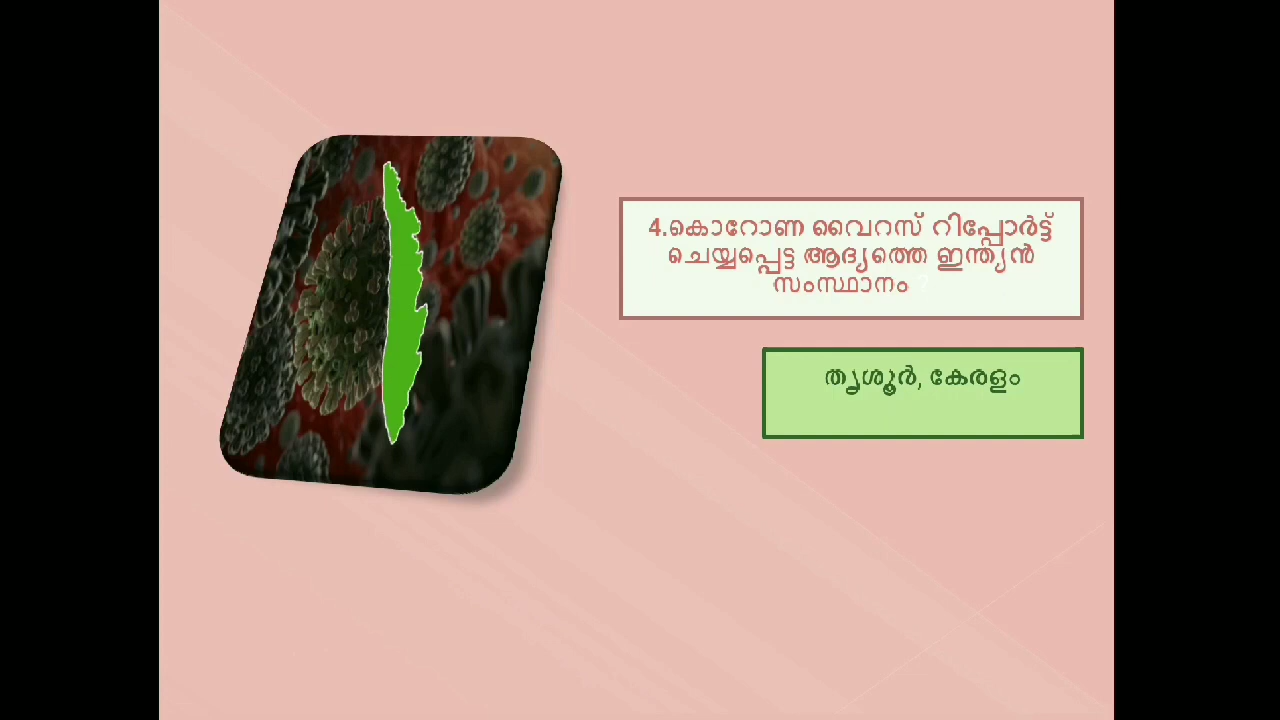 4.കൊറോണ വൈറസ് റിപ്പോർട്ട്
ചെയ്യപ്പെട്ട ആദ്യത്തെ ഇന്ത്യൻ
സംസ്ഥാനം ?
തൃശൂർ, കേരളം